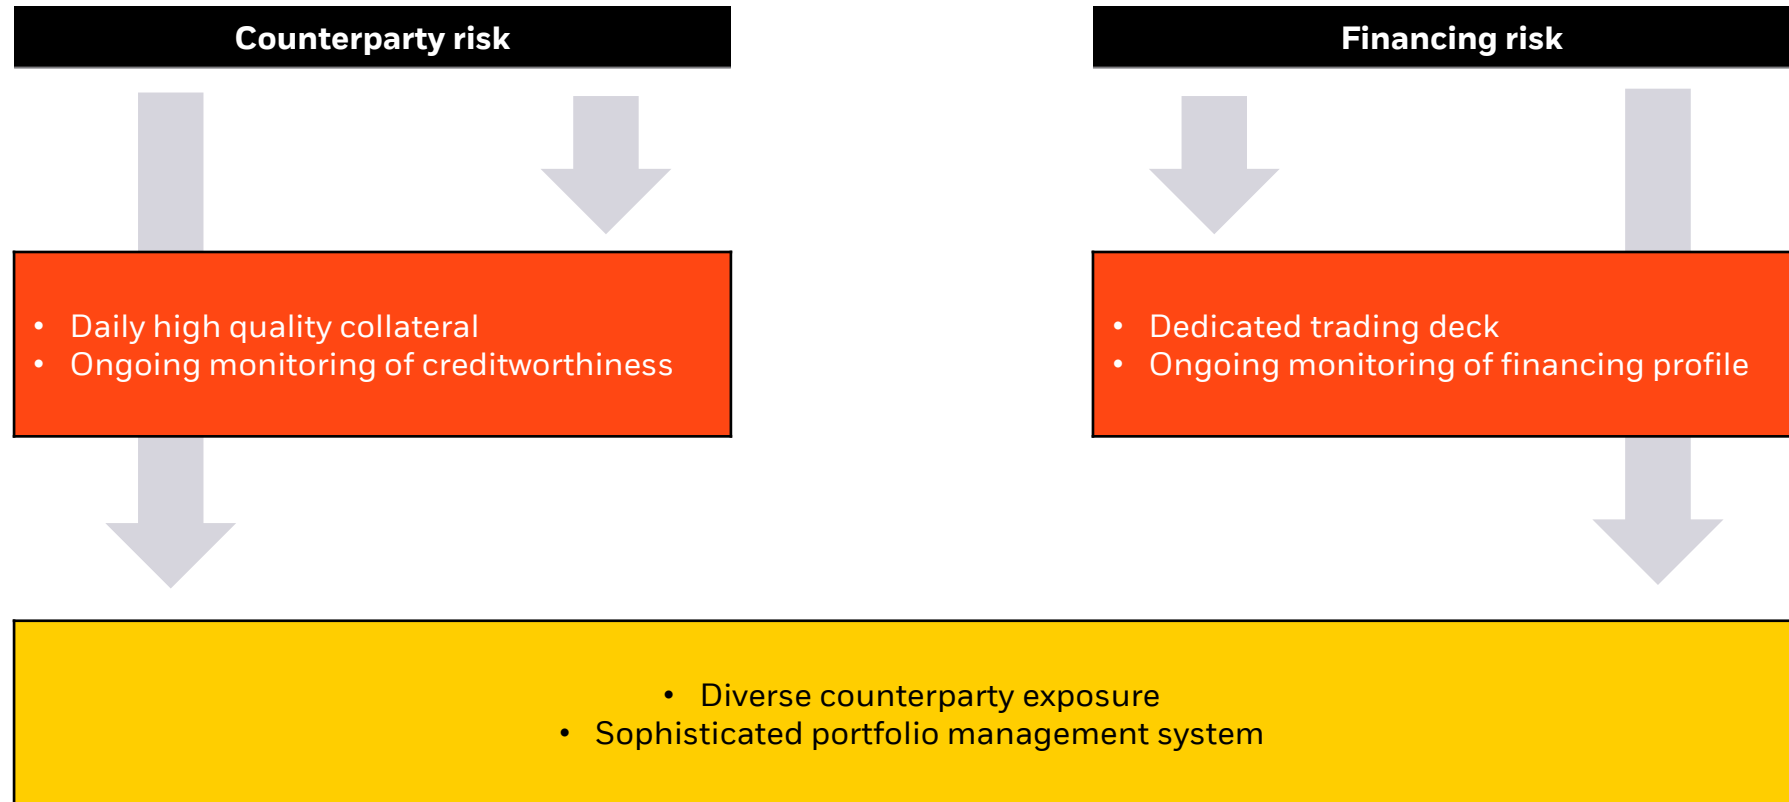 Counterparty risk
Financing risk
• Daily high quality collateral
• Ongoing monitoring of creditworthiness
• Dedicated trading deck
• Ongoing monitoring of financing profile
• Diverse counterparty exposure
• Sophisticated portfolio management system